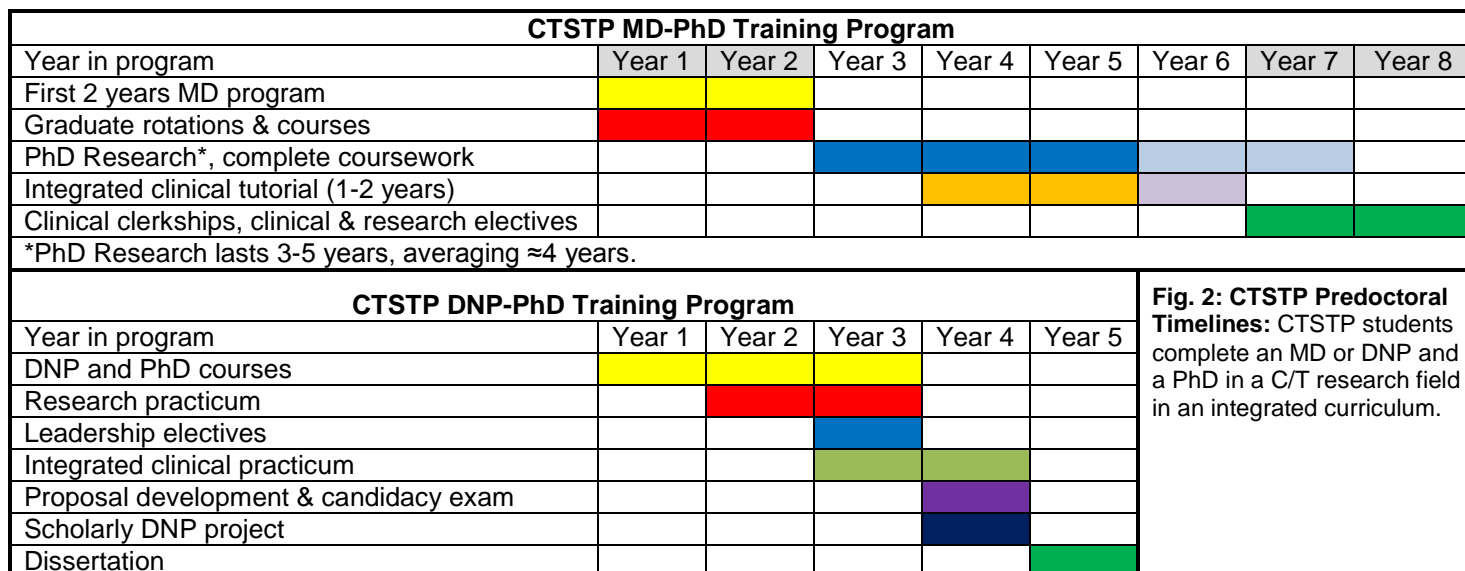 CTSTP MD-PhD Training Program
Year in program Year 1 Year 2 Year 3 Year 4 Year 5 Year 6 Year 7 Year 8
First 2 years MD program
Graduate rotations & courses
PhD Research*, complete coursework
Integrated clinical tutorial (1-2 years)
Clinical clerkships, clinical & research electives
*PhD Research lasts 3-5 years, averaging ≈4 years.
CTSTP DNP-PhD Training Program
Year in program Year 1 Year 2 Year 3 Year 4 Year 5
DNP and PhD courses
Research practicum
Leadership electives
Integrated clinical practicum
Proposal development & candidacy exam
Scholarly DNP project
Dissertation
Fig. 2: CTSTP Predoctoral
Timelines: CTSTP students
complete an MD or DNP and
a PhD in a C/T research field
in an integrated curriculum.